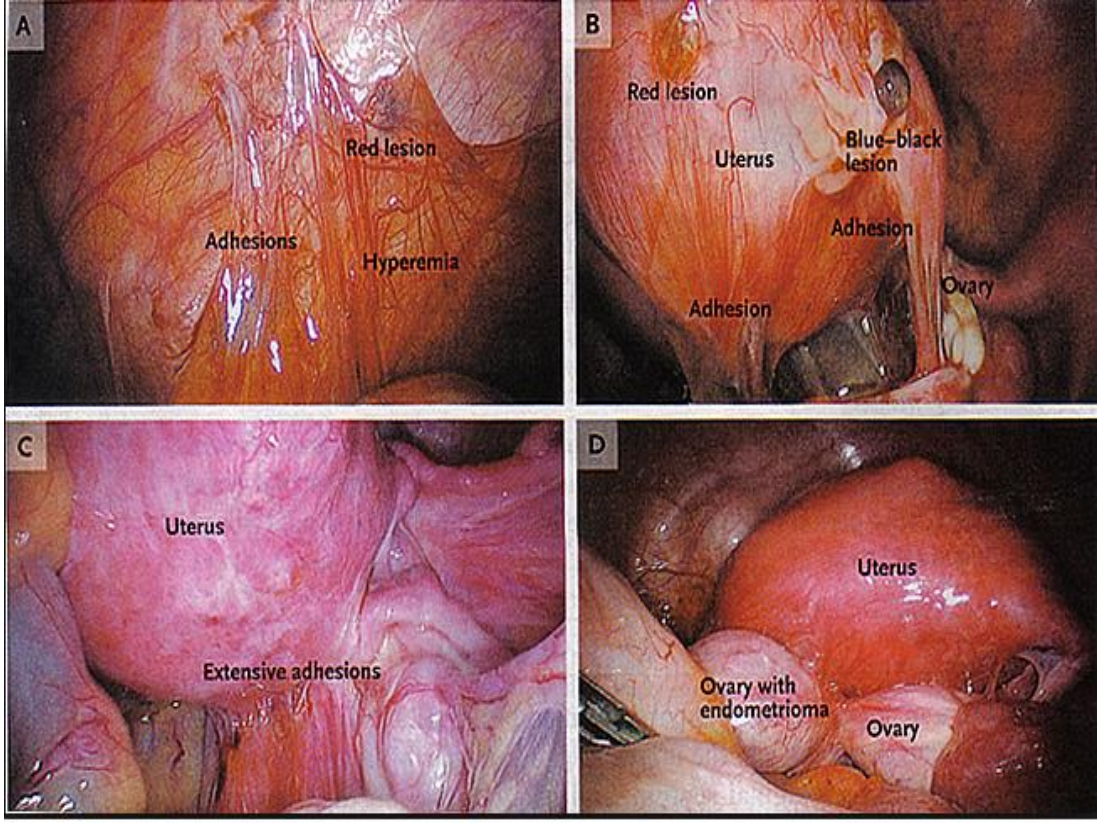 A
Red lesion
Adhesions
Hyperemia
B
Red lesion
Uterus
Blue–black
lesion
Adhesion
Ovary
Adhesion
C
Uterus
Extensive adhesions
D
Uterus
Ovary with
endometrioma
Ovary